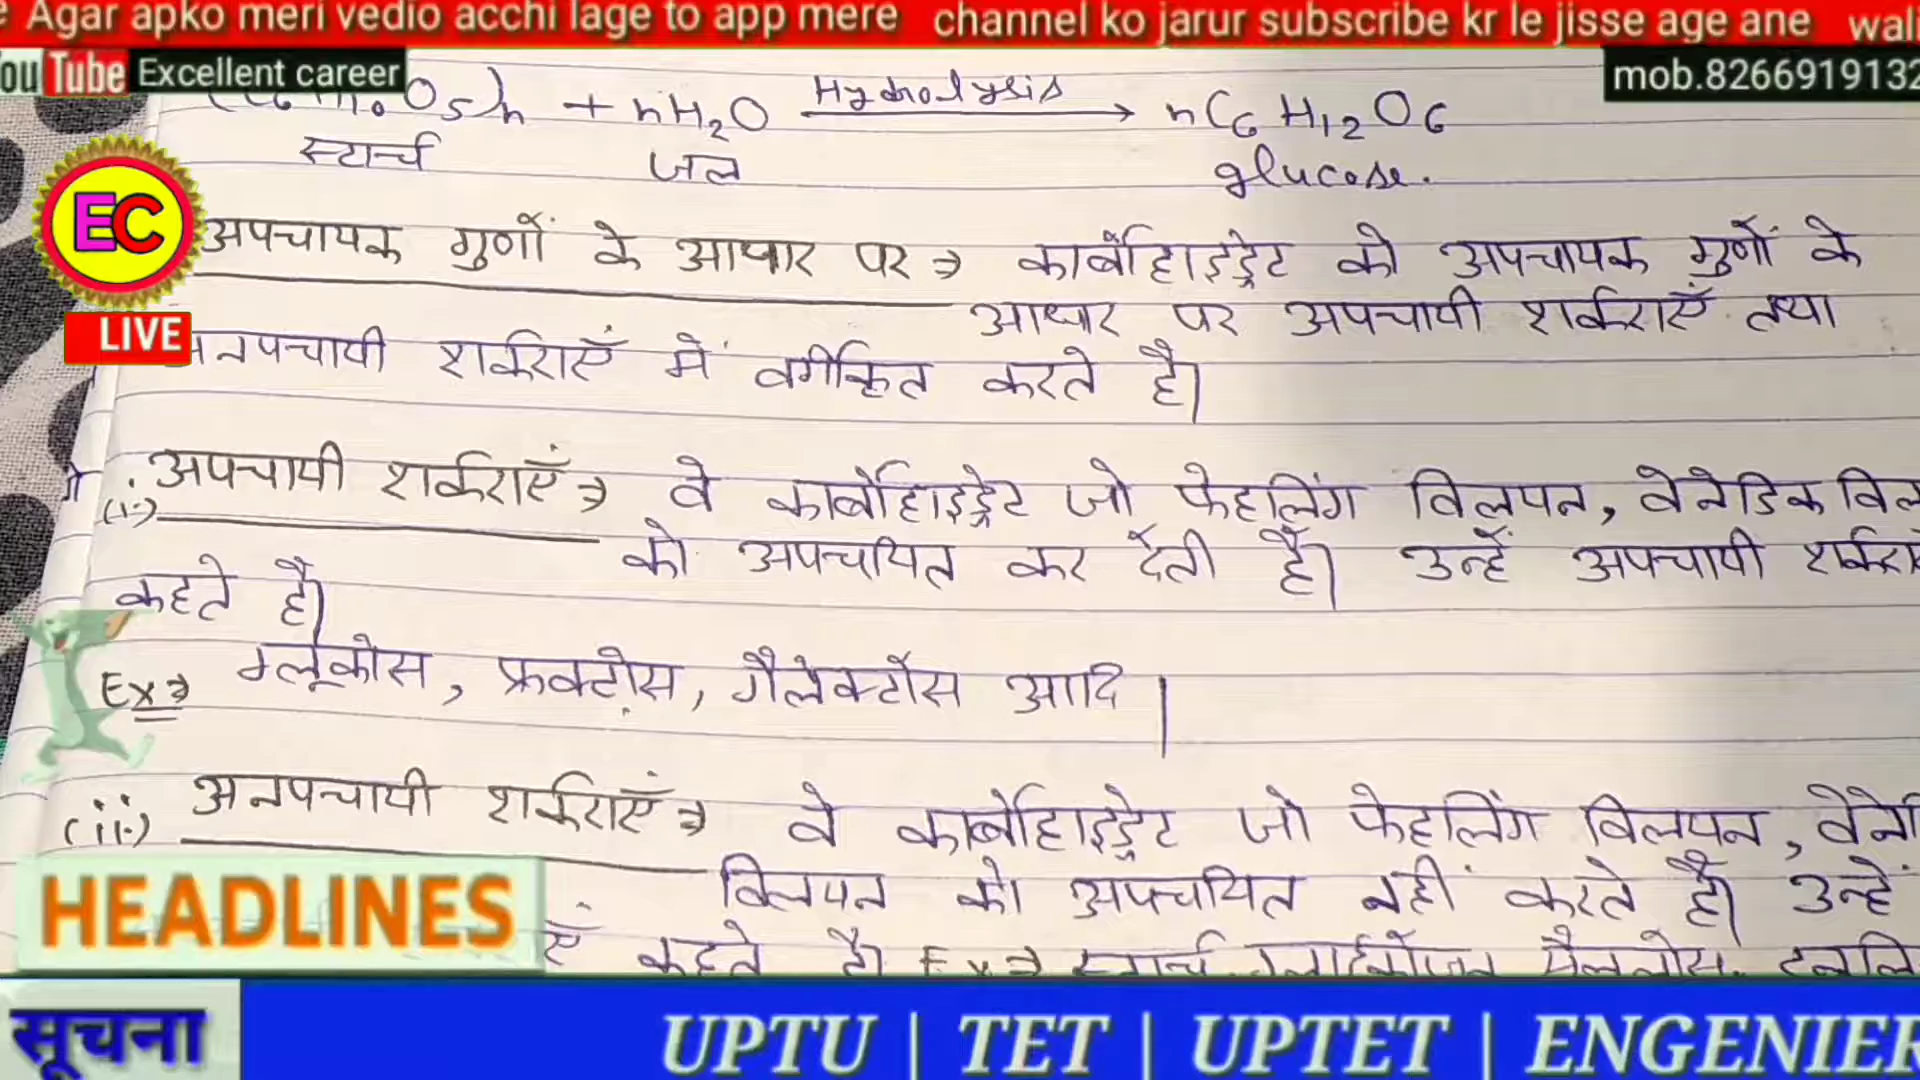 Agar apko meri vedio acchi lage to app mere channel ko jarur subscribe kr le jisse age ane
YouTube Excellent career
mob.8266919132
+ nH2O Hydrolysis → nC6H12O6
स्टार्च जल glucose.
EC
LIVE
अपचायक गुणों के आधार पर ⇒ कार्बोहाइड्रेट को अपचायक गुणों के
आधार पर अपचायी शर्कराएँ तथा
अनपचायी शर्कराएँ में वर्गीकृत करते है।
(i) अपचायी शर्कराएँ ⇒ वे कार्बोहाइड्रेट जो फेहलिंग विलयन, वेनेडिक
को अपचयित कर देती हैं। उन्हें अपचायी
कहते है।
Ex ⇒ ग्लूकोस, फ्रक्टोस, गैलेक्टोस आदि।
(ii) अनपचायी शर्कराएँ ⇒ वे कार्बोहाइड्रेट जो फेहलिंग विलयन,
विलयन को अपचयित नहीं करते है। उन्हें
कहते है। Ex ⇒ स्टार्च
HEADLINES
सूचना
UPTU | TET | UPTET | ENGENIER